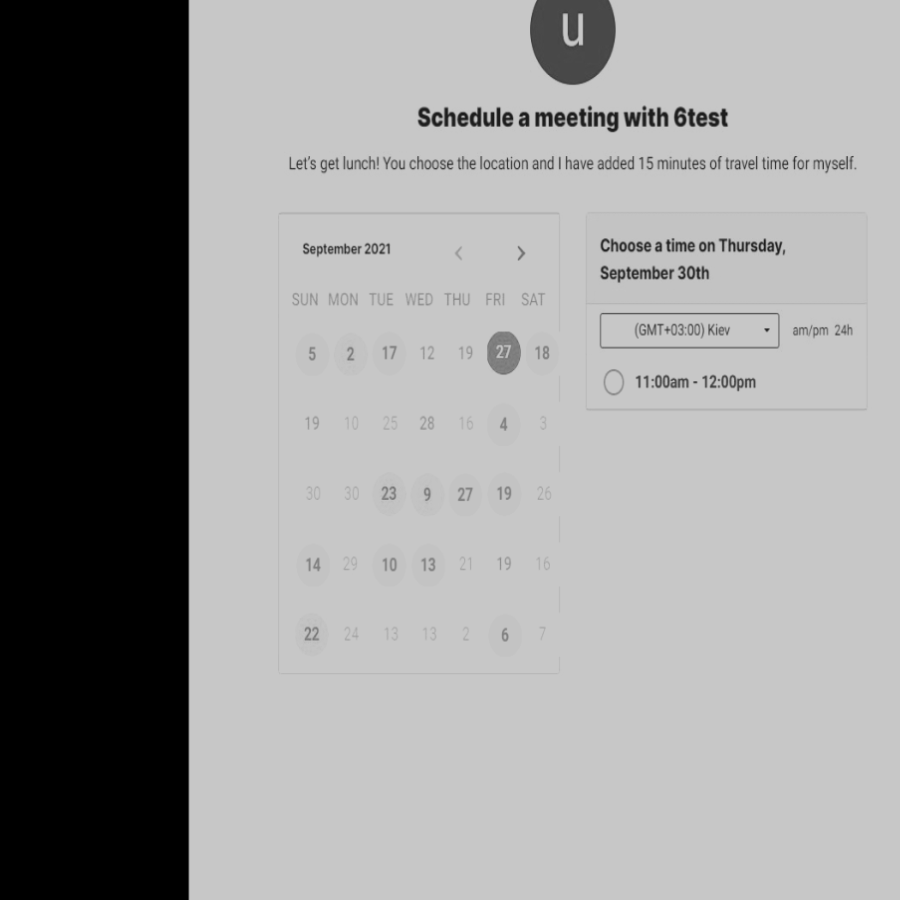 u
Schedule a meeting with 6test
Let's get lunch! You choose the location and I have added 15 minutes of travel time for myself.
September 2021
SUN MON TUE WED THU FRI SAT
5 2 17 12 19 27 18
19 10 25 28 16 4 3
30 30 23 9 27 19 26
14 29 10 13 21 19 16
22 24 13 13 2 6 7
Choose a time on Thursday,
September 30th
(GMT+03:00) Kiev am/pm 24h
11:00am - 12:00pm